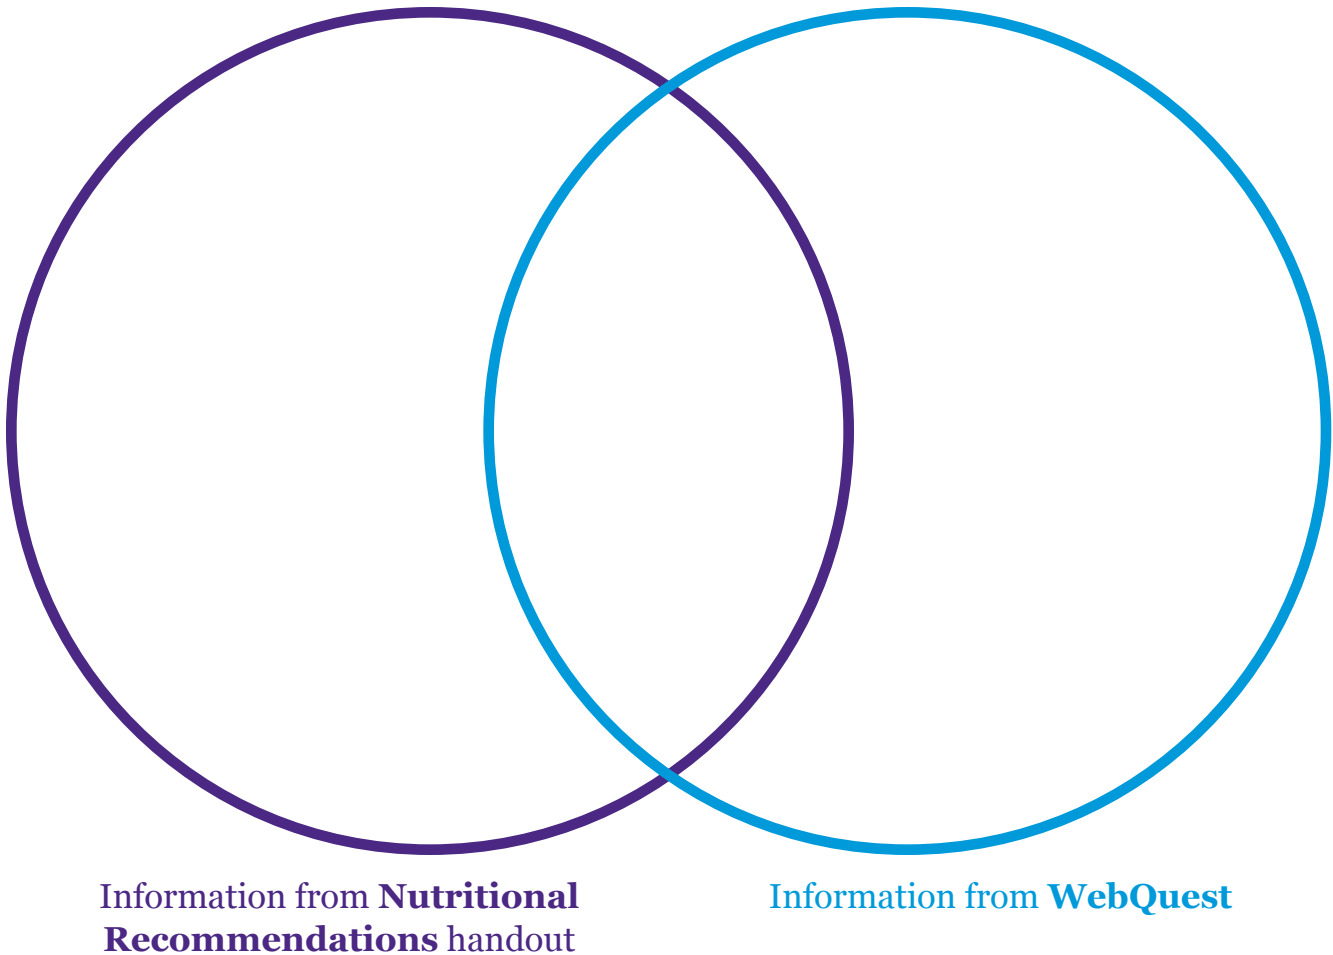 Information from Nutritional
Recommendations handout
Information from WebQuest